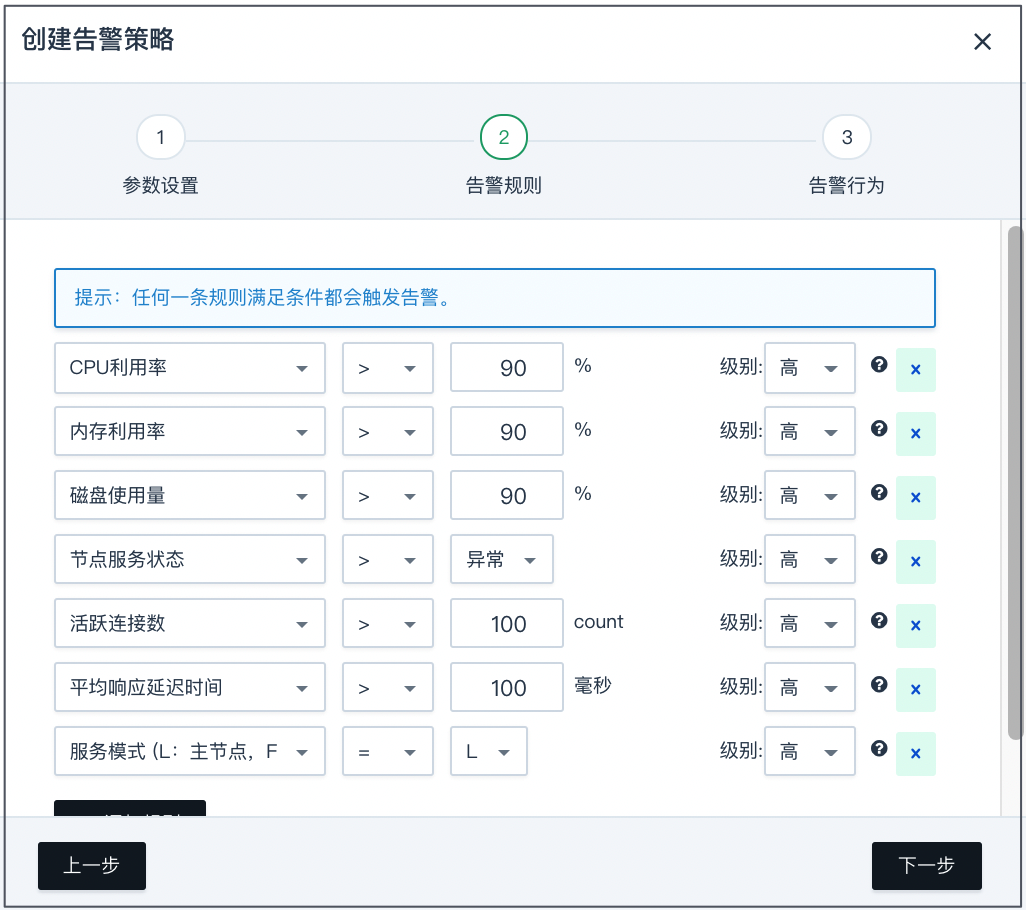 创建告警策略
1 2 3
参数设置 告警规则 告警行为
提示：任何一条规则满足条件都会触发告警。
CPU利用率 > 90 % 级别: 高
内存利用率 > 90 % 级别: 高
磁盘使用量 > 90 % 级别: 高
节点服务状态 > 异常 级别: 高
活跃连接数 > 100 count 级别: 高
平均响应延迟时间 > 100 毫秒 级别: 高
服务模式 (L：主节点，F = L 级别: 高
上一步 下一步